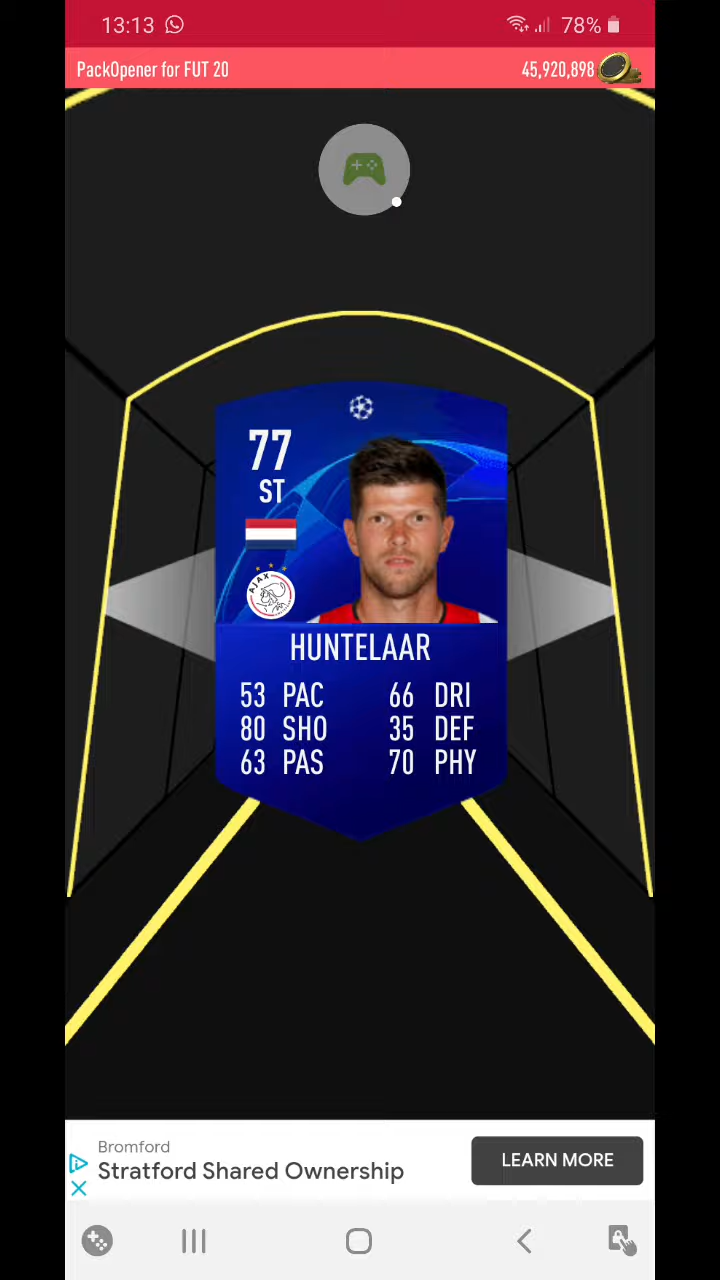 13:13
78%
PackOpener for FUT 20
45,920,898
77
ST
AJAX
HUNTELAAR
53 PAC
66 DRI
80 SHO
35 DEF
63 PAS
70 PHY
Bromford
Stratford Shared Ownership
LEARN MORE